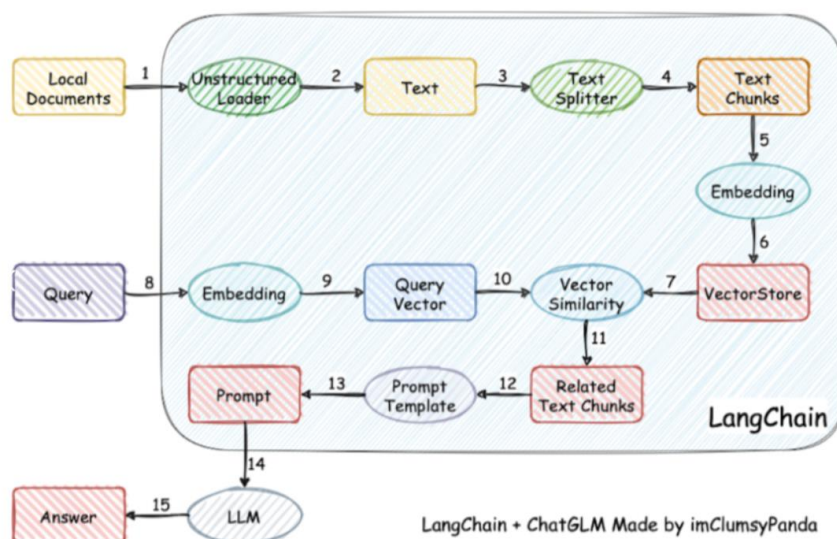 Local
Documents
1
Unstructured
Loader
2
Text
3
Text
Splitter
4
Text
Chunks
5
Embedding
6
Query
8
Embedding
9
Query
Vector
10
Vector
Similarity
7
VectorStore
11
Prompt
13
Prompt
Template
12
Related
Text Chunks
LangChain
14
Answer
15
LLM
LangChain + ChatGLM Made by imClumsyPanda